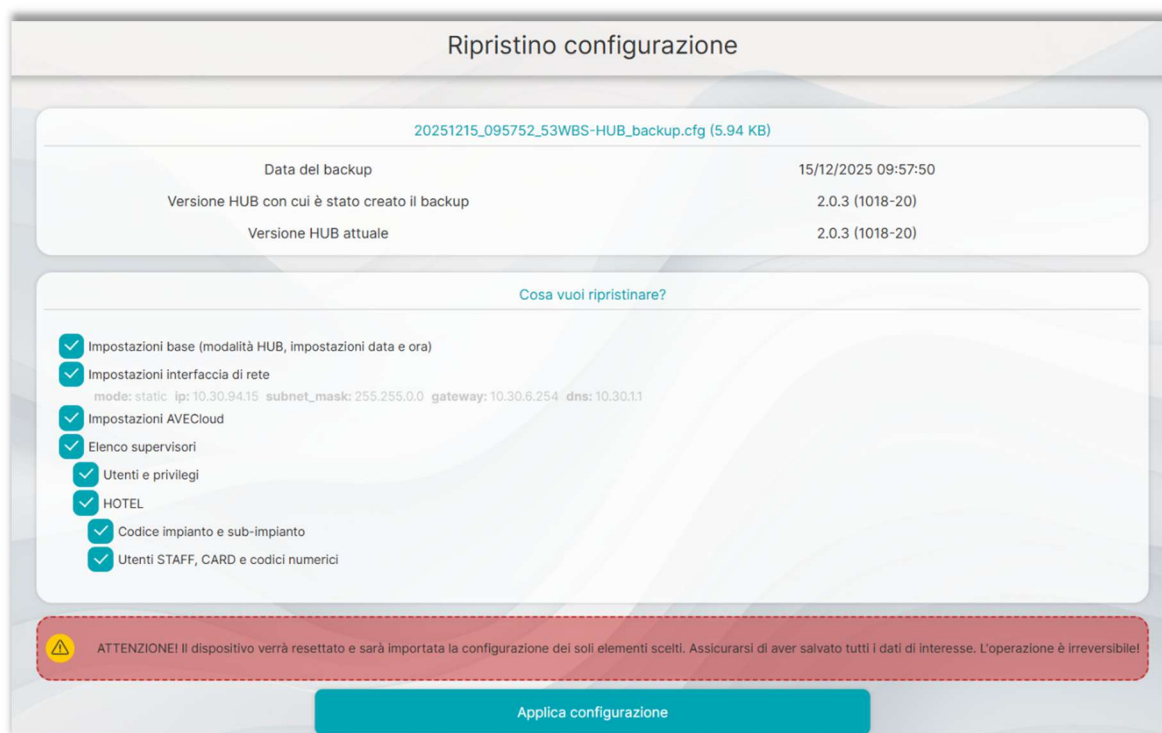 Ripristino configurazione
20251215_095752_53WBS-HUB_backup.cfg (5.94 KB)
Data del backup 15/12/2025 09:57:50
Versione HUB con cui è stato creato il backup 2.0.3 (1018-20)
Versione HUB attuale 2.0.3 (1018-20)
Cosa vuoi ripristinare?
Impostazioni base (modalità HUB, impostazioni data e ora)
Impostazioni interfaccia di rete
mode: static ip: 10.30.94.15 subnet_mask: 255.255.0.0 gateway: 10.30.6.254 dns: 10.30.1.1
Impostazioni AVECloud
Elenco supervisori
Utenti e privilegi
HOTEL
Codice impianto e sub-impianto
Utenti STAFF, CARD e codici numerici
ATTENZIONE! Il dispositivo verrà resettato e sarà importata la configurazione dei soli elementi scelti. Assicurarsi di aver salvato tutti i dati di interesse. L'operazione è irreversibile!
Applica configurazione